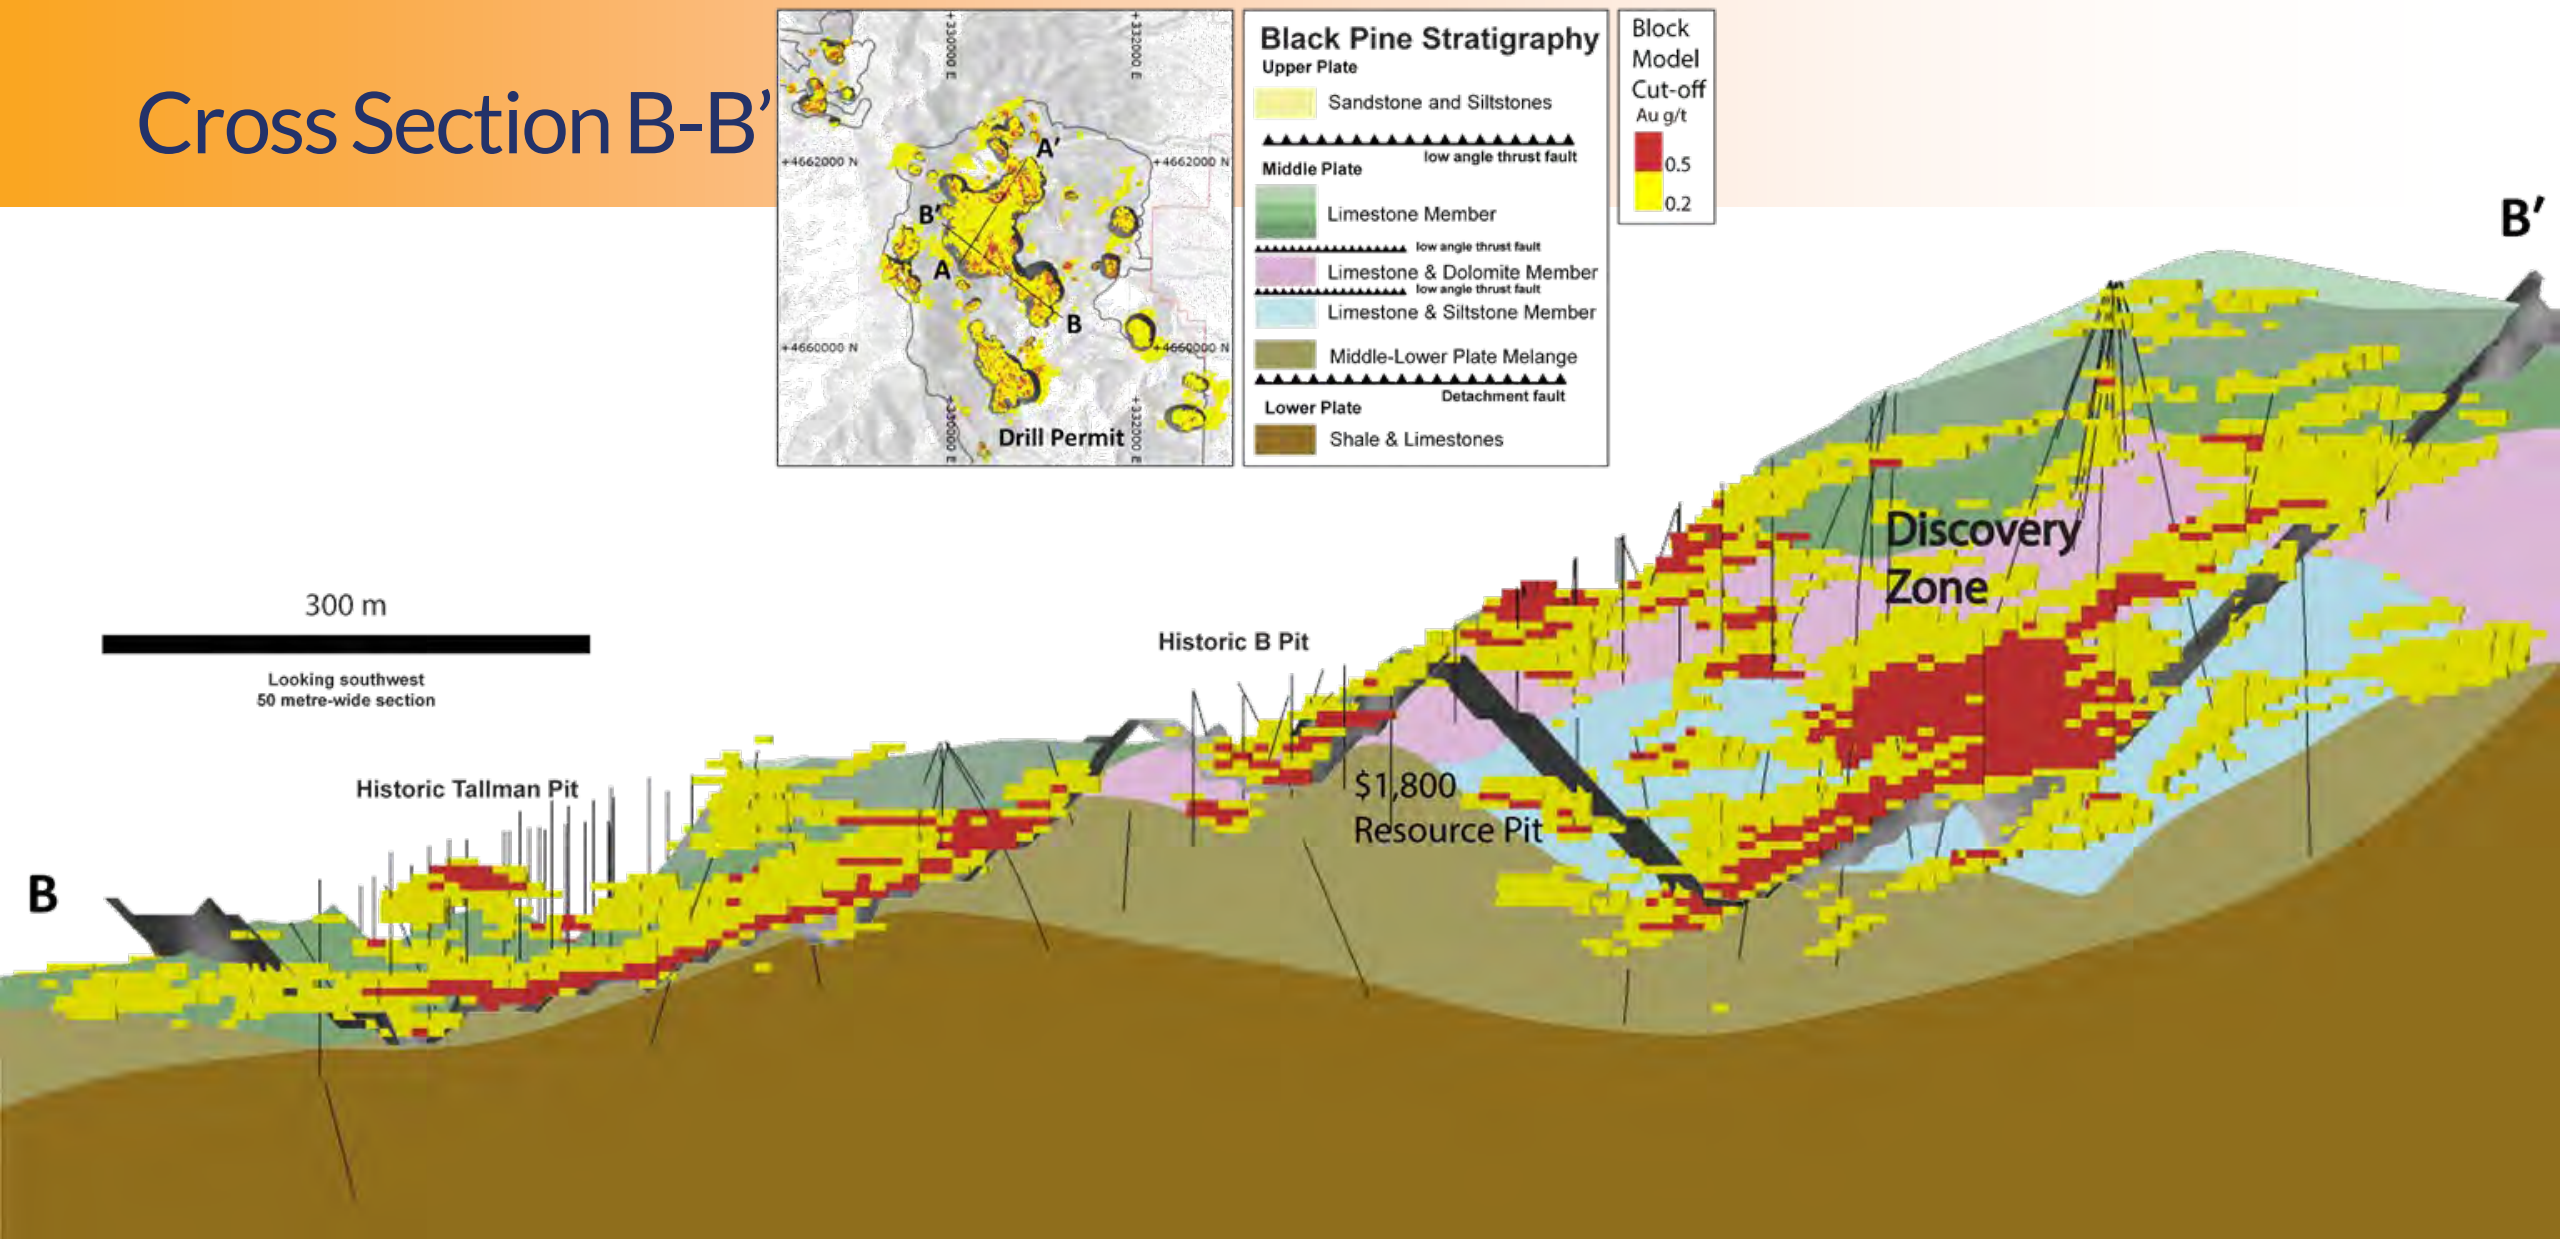 Cross Section B-B’
+330000 E
+332000 E
+4662000 N
+4662000 N
A’
B’
A
B
+4660000 N
+4660000 N
+330000 E
+332000 E
Drill Permit
Black Pine Stratigraphy
Upper Plate
Sandstone and Siltstones
low angle thrust fault
Middle Plate
Limestone Member
low angle thrust fault
Limestone & Dolomite Member
low angle thrust fault
Limestone & Siltstone Member
Middle-Lower Plate Melange
Detachment fault
Lower Plate
Shale & Limestones
Block
Model
Cut-off
Au g/t
0.5
0.2
B’
Discovery
Zone
300 m
Looking southwest
50 metre-wide section
Historic B Pit
Historic Tallman Pit
$1,800
Resource Pit
B